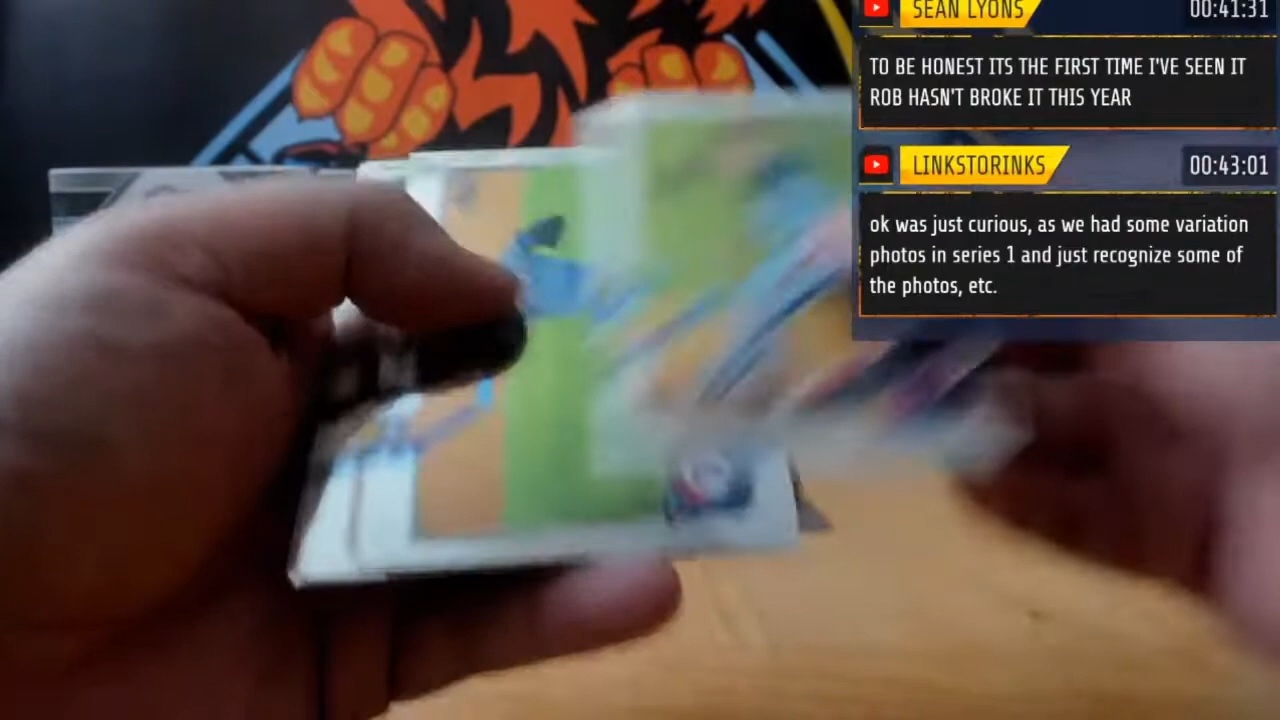 SEAN LYONS
00:41:31
TO BE HONEST ITS THE FIRST TIME I'VE SEEN IT
ROB HASN'T BROKE IT THIS YEAR
LINKSTORINKS
00:43:01
ok was just curious, as we had some variation
photos in series 1 and just recognize some of
the photos, etc.